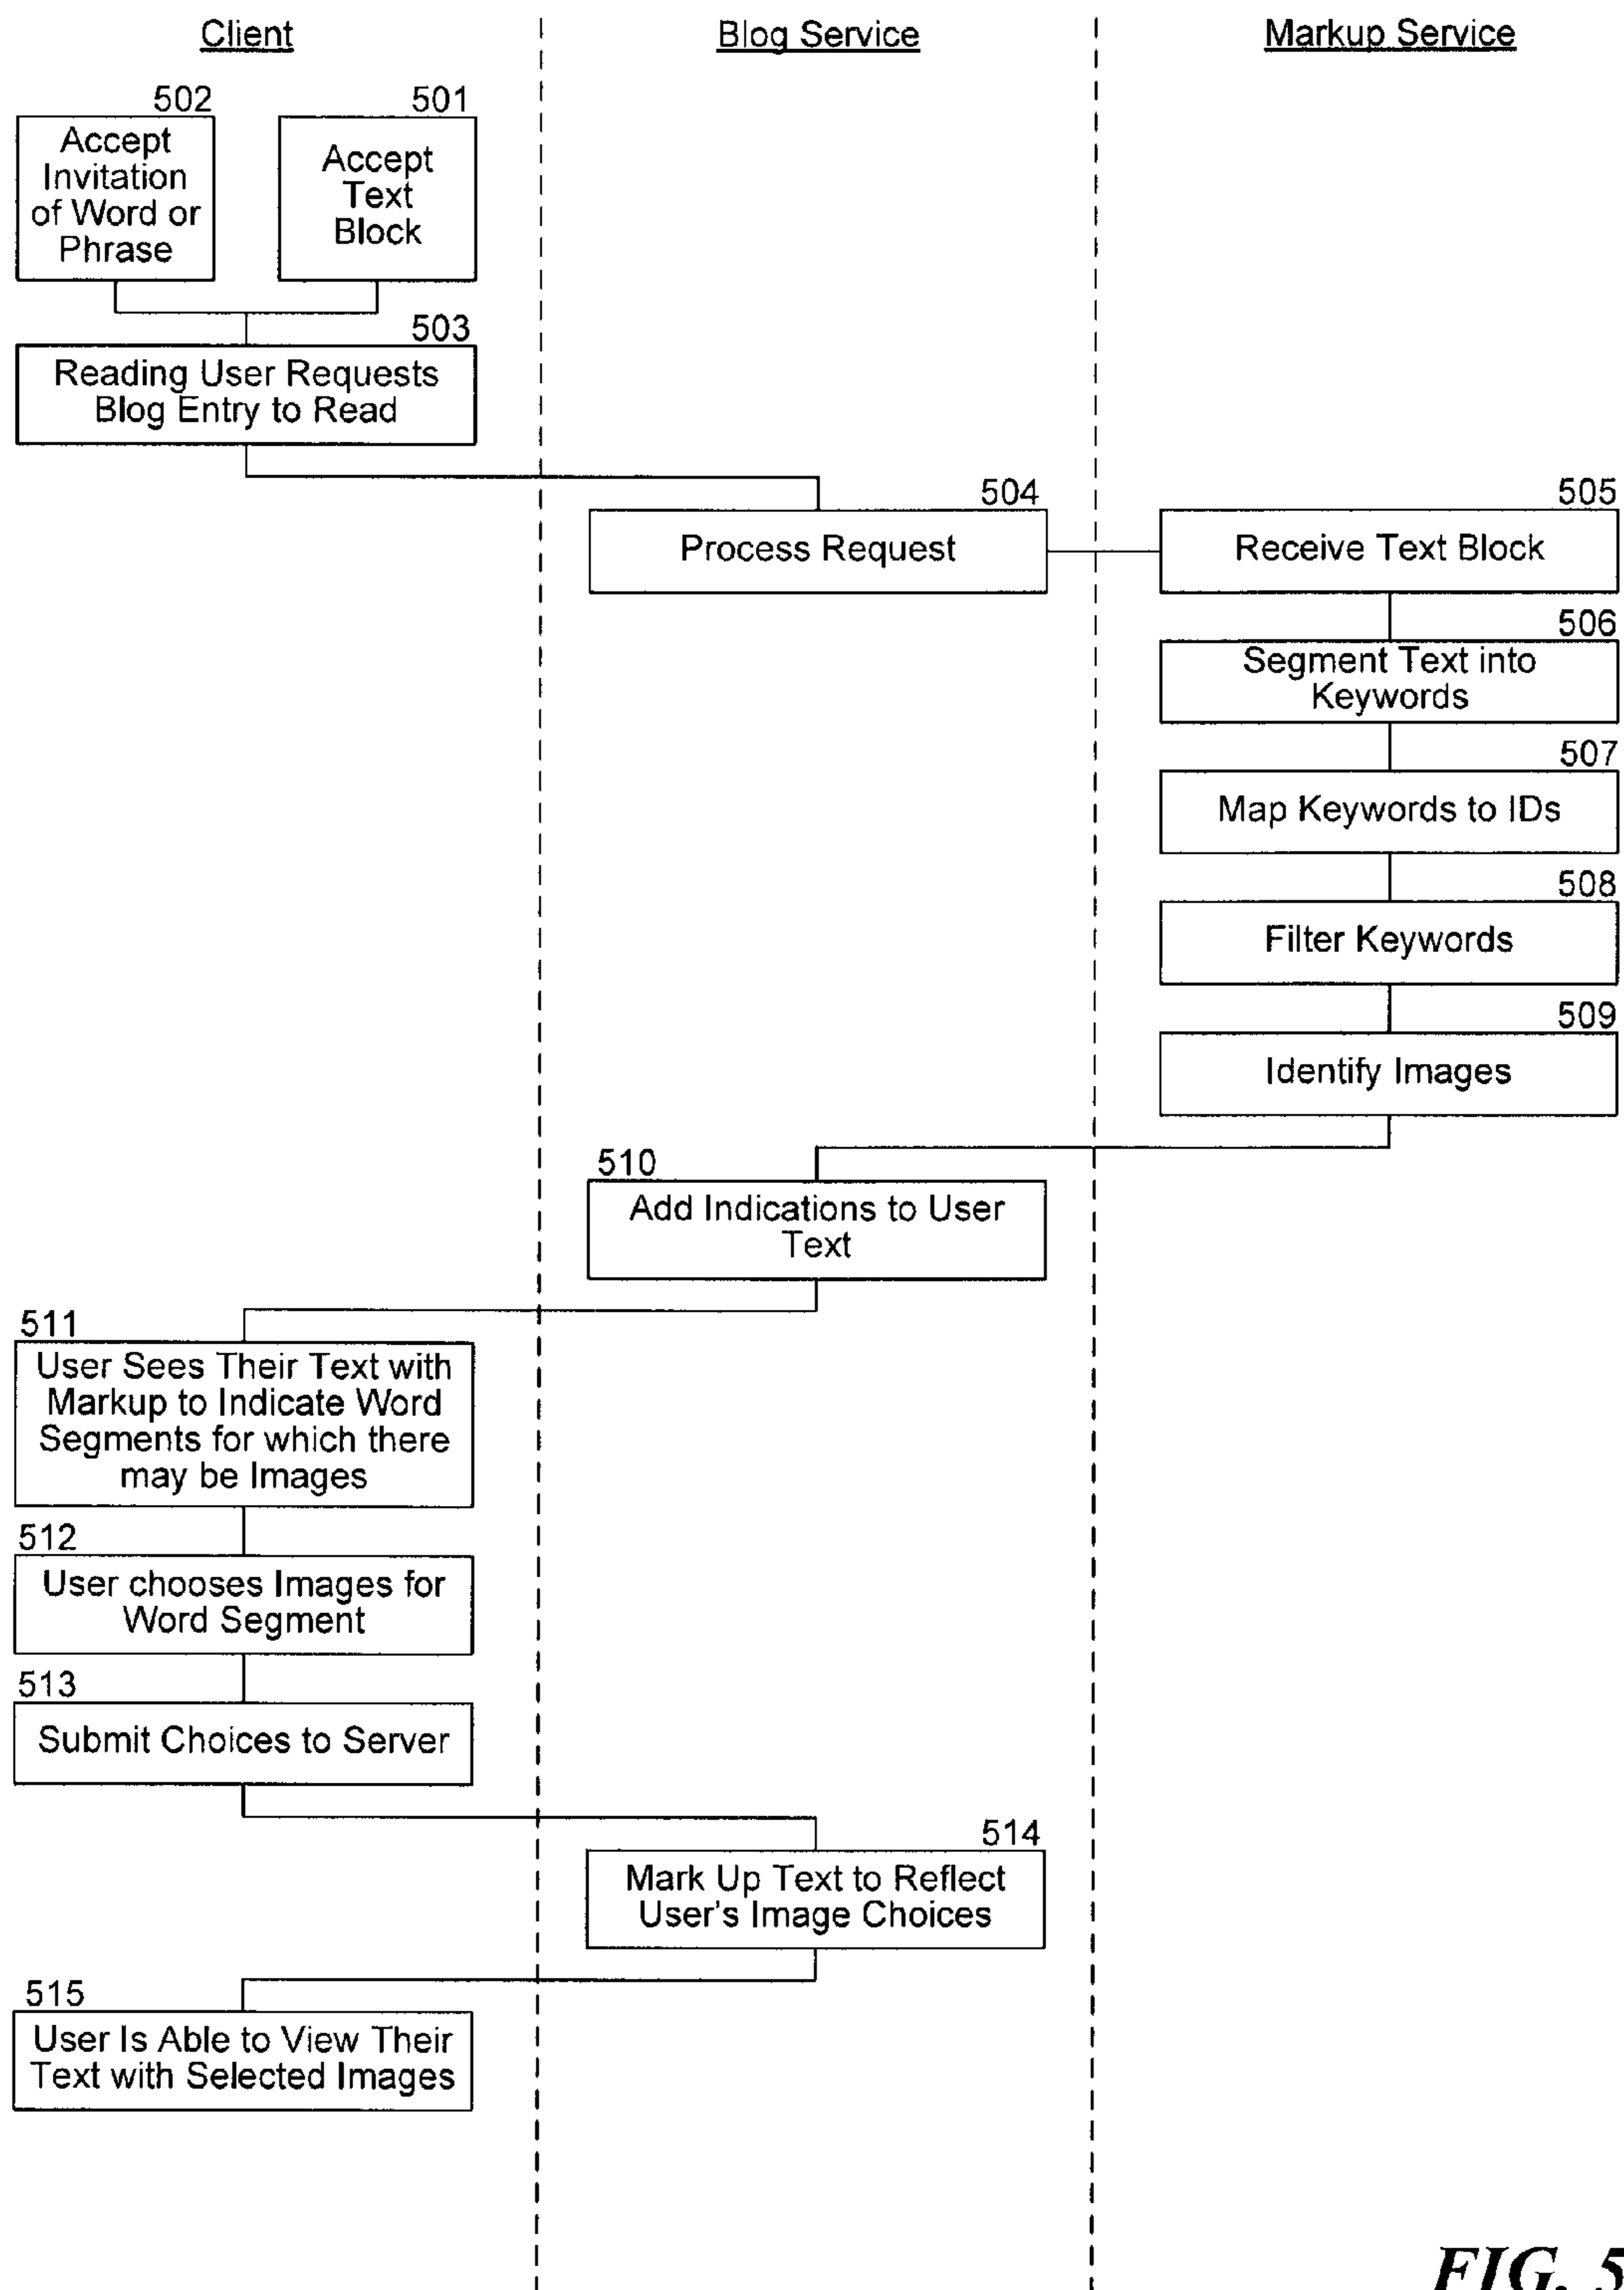 Client
Blog Service
Markup Service
502
Accept
Invitation
of Word or
Phrase
501
Accept
Text
Block
503
Reading User Requests
Blog Entry to Read
504
Process Request
505
Receive Text Block
506
Segment Text into
Keywords
507
Map Keywords to IDs
508
Filter Keywords
509
Identify Images
510
Add Indications to User
Text
511
User Sees Their Text with
Markup to Indicate Word
Segments for which there
may be Images
512
User chooses Images for
Word Segment
513
Submit Choices to Server
514
Mark Up Text to Reflect
User's Image Choices
515
User Is Able to View Their
Text with Selected Images
FIG. 5